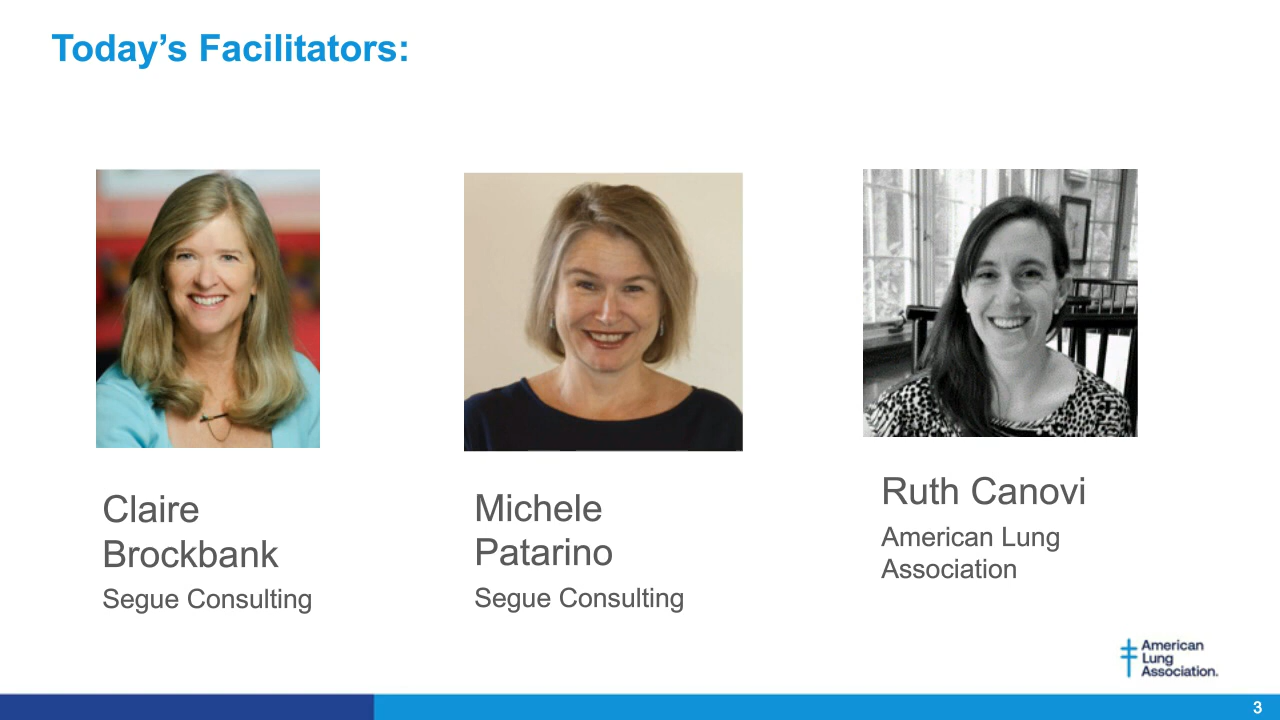 Today’s Facilitators:
Claire
Brockbank
Segue Consulting
Michele
Patarino
Segue Consulting
Ruth Canovi
American Lung
Association
American
Lung
Association.
3